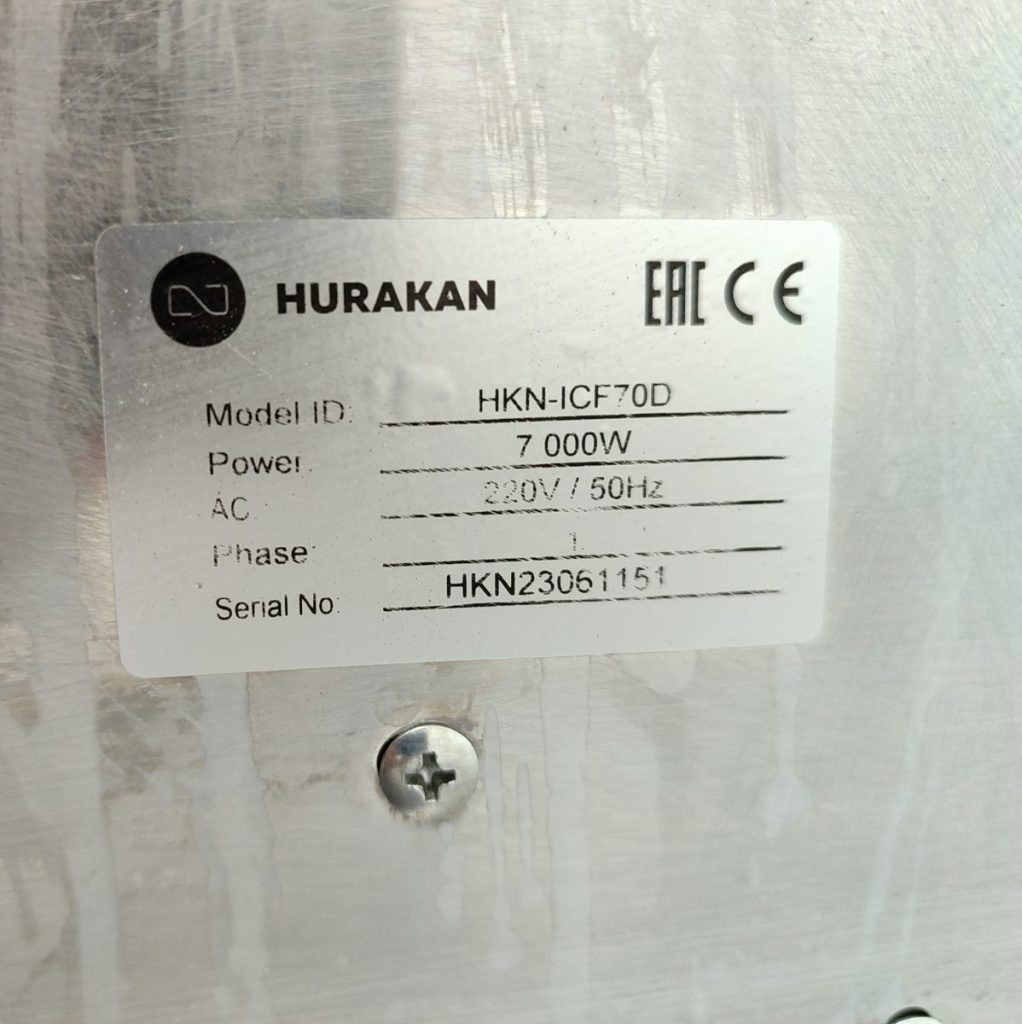 HURAKAN EAC CE
Model ID: HKN-ICF70D
Power: 7 000W
AC: 220V / 50Hz
Phase: 1
Serial No: HKN23061151